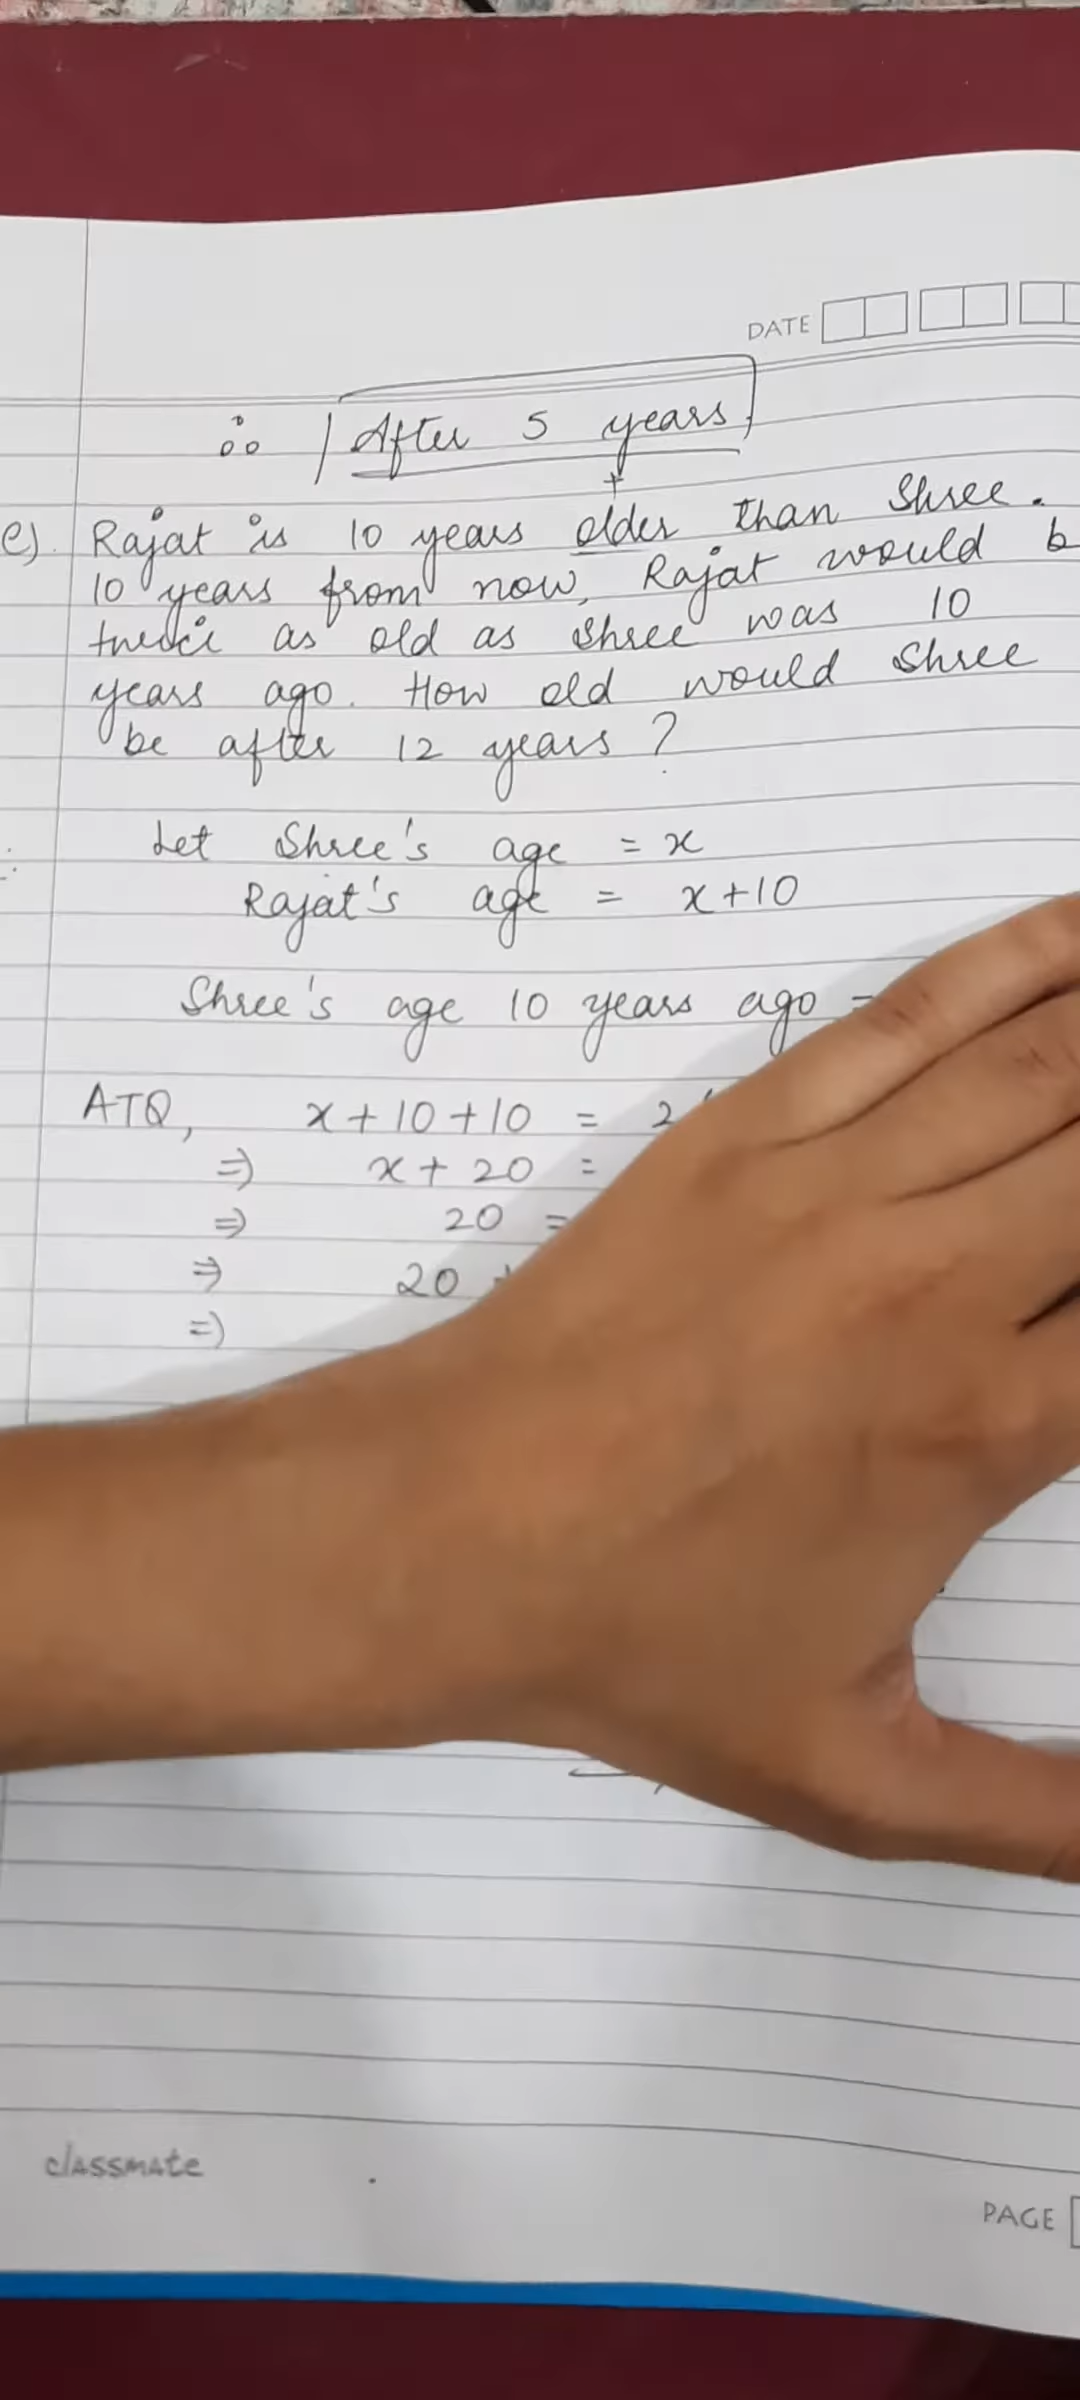 DATE
∴ After 5 years
e) Rajat is 10 years older than Shree.
10 years from now, Rajat would b
twice as old as Shree was 10
years ago. How old would Shree
be after 12 years ?
Let Shree's age = x
Rajat's age = x+10
Shree's age 10 years ago =
ATQ, x + 10 + 10 = 2(
⇒ x + 20 =
⇒ 20 =
⇒ 20 +
⇒
classmate
PAGE